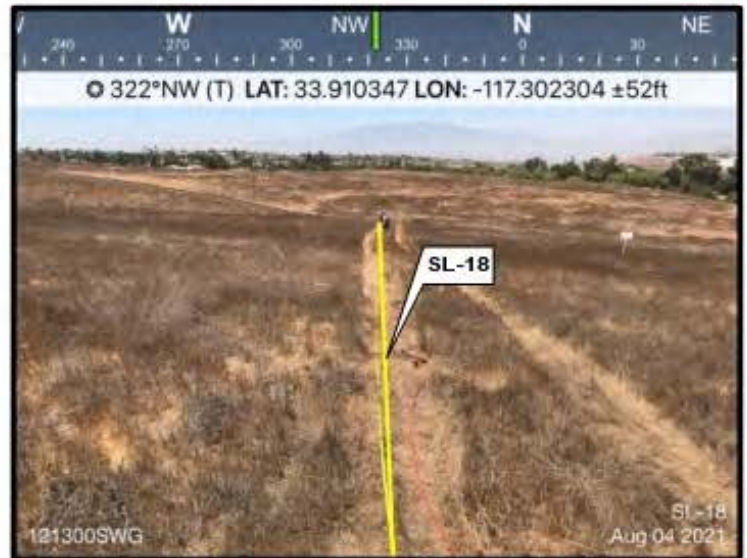 W NW N NE
240 270 300 330 0 30
322°NW (T) LAT: 33.910347 LON: -117.302304 ±52ft
SL-18
SL-18
121300SWG Aug 04 2021